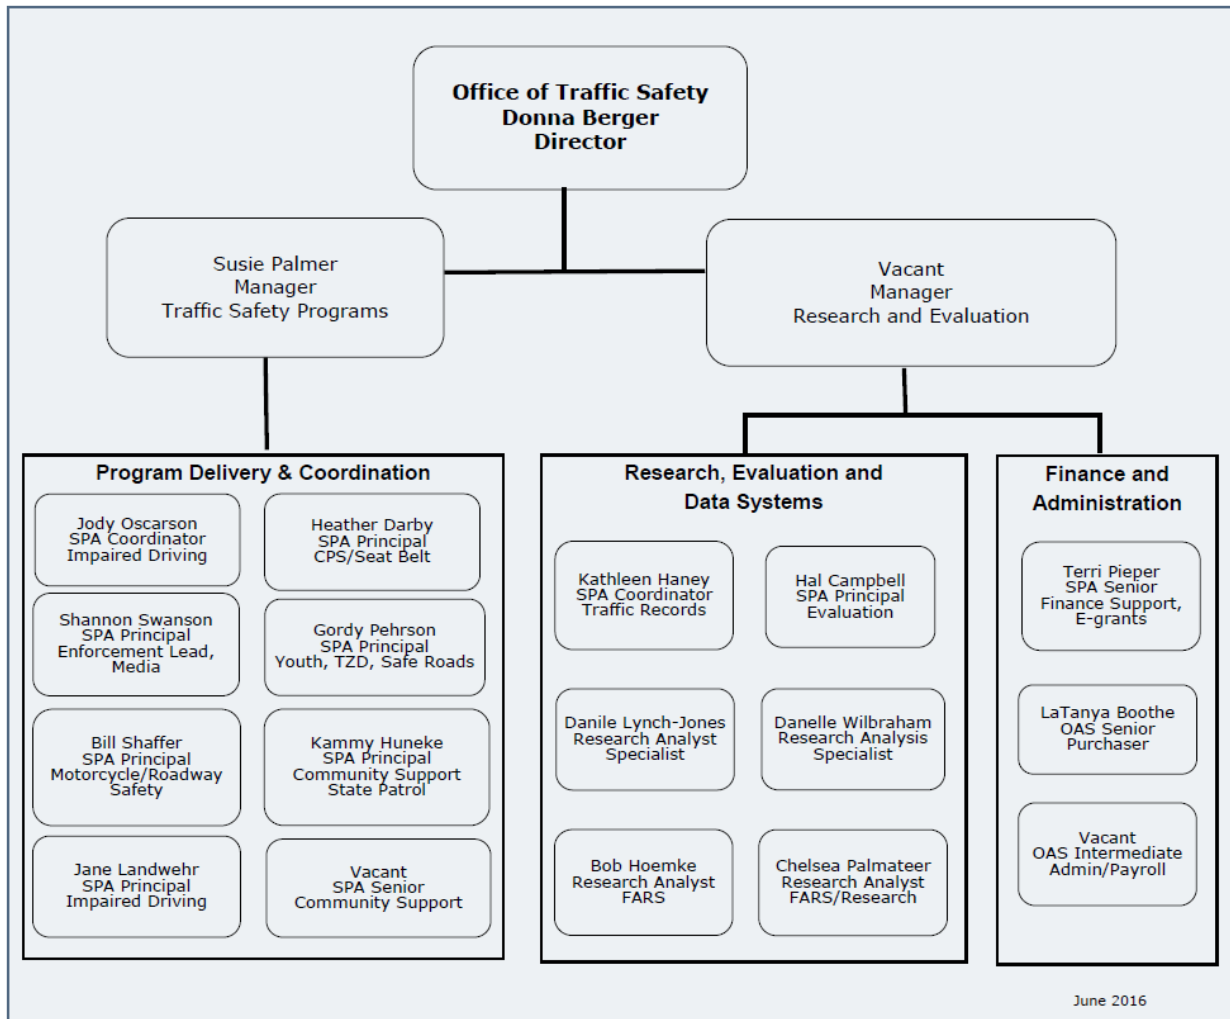 Office of Traffic Safety
Donna Berger
Director
Susie Palmer
Manager
Traffic Safety Programs
Vacant
Manager
Research and Evaluation
Program Delivery & Coordination
Jody Oscarson
SPA Coordinator
Impaired Driving
Heather Darby
SPA Principal
CPS/Seat Belt
Shannon Swanson
SPA Principal
Enforcement Lead,
Media
Gordy Pehrson
SPA Principal
Youth, TZD, Safe Roads
Bill Shaffer
SPA Principal
Motorcycle/Roadway
Safety
Kammy Huneke
SPA Principal
Community Support
State Patrol
Jane Landwehr
SPA Principal
Impaired Driving
Vacant
SPA Senior
Community Support
Research, Evaluation and
Data Systems
Kathleen Haney
SPA Coordinator
Traffic Records
Hal Campbell
SPA Principal
Evaluation
Danile Lynch-Jones
Research Analyst
Specialist
Danelle Wilbraham
Research Analysis
Specialist
Bob Hoemke
Research Analyst
FARS
Chelsea Palmateer
Research Analyst
FARS/Research
Finance and
Administration
Terri Pieper
SPA Senior
Finance Support,
E-grants
LaTanya Boothe
OAS Senior
Purchaser
Vacant
OAS Intermediate
Admin/Payroll
June 2016